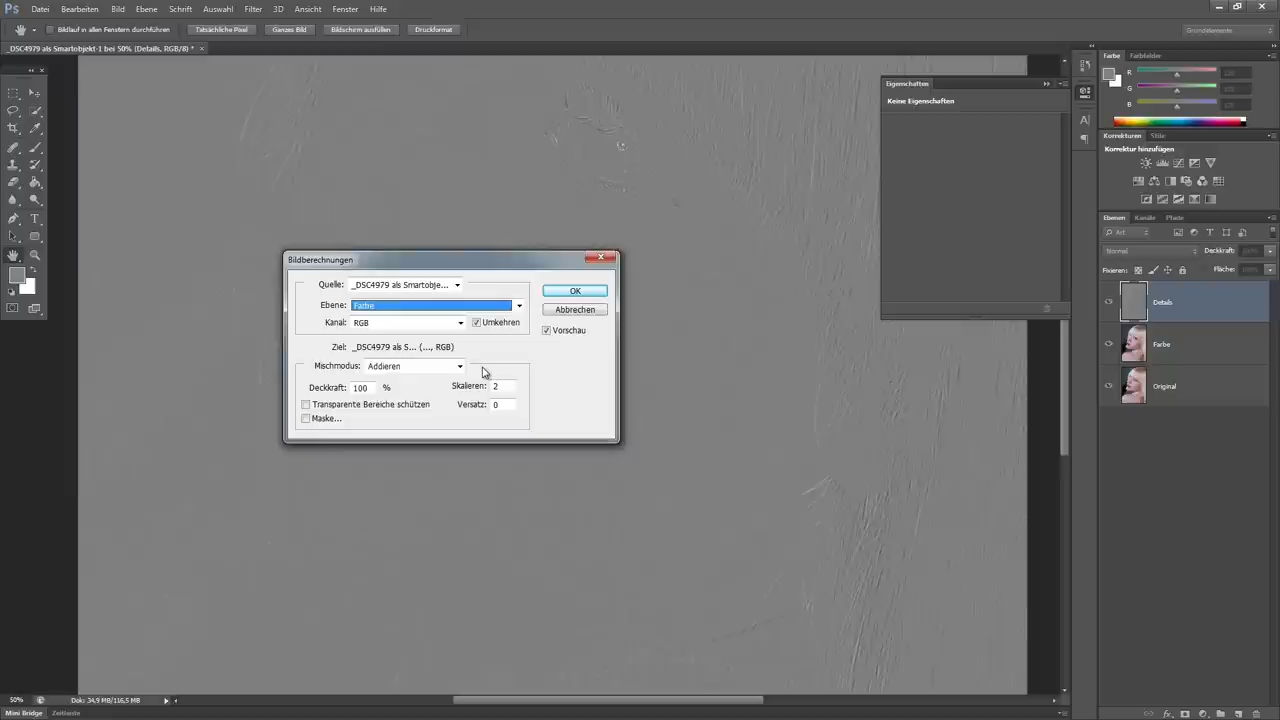 Ps Datei Bearbeiten Bild Ebene Schrift Auswahl Filter 3D Ansicht Fenster Hilfe
Bildlauf in allen Fenstern durchführen Tatsächliche Pixel Ganzes Bild Bildschirm ausfüllen Druckformat Grundelemente
_DSC4979 als Smartobjekt-1 bei 50% (Details, RGB/8) * ×
Farbe Farbfelder
R
G
B
Eigenschaften
Keine Eigenschaften
Korrekturen Stile
Korrektur hinzufügen
Ebenen Kanäle Pfade
Art
Normal Deckkraft:
Fixieren: Fläche:
Details
Farbe
Original
Bildberechnungen
Quelle: _DSC4979 als Smartobje...
Ebene: Farbe
Kanal: RGB Umkehren
Ziel: _DSC4979 als S... (..., RGB)
Mischmodus: Addieren
Deckkraft: 100 % Skalieren: 2
Transparente Bereiche schützen Versatz: 0
Maske...
OK
Abbrechen
Vorschau
50% Dok: 34,9 MB/116,5 MB
Mini Bridge Zeitleiste